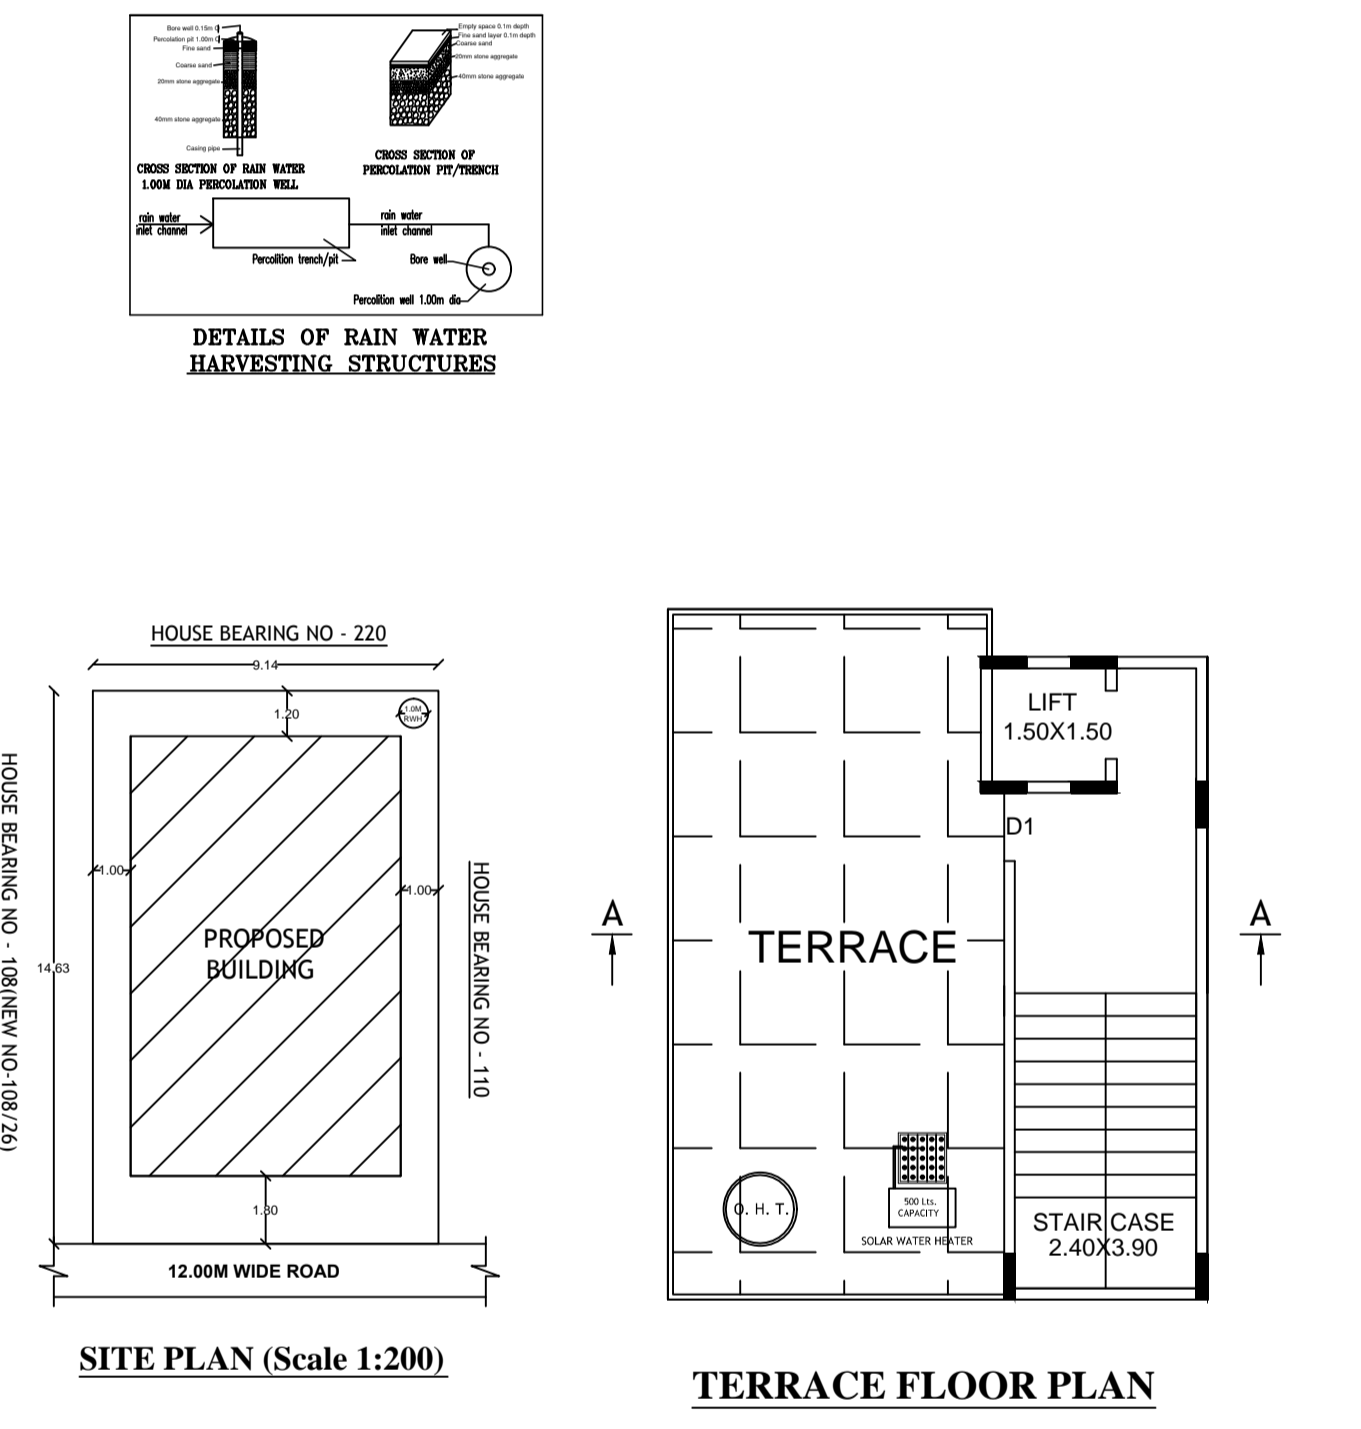 Bore well 0.15m
Percolation pit 1.00m
Fine sand
Coarse sand
20mm stone aggregate
40mm stone aggregate
Casing pipe
CROSS SECTION OF RAIN WATER
1.00M DIA PERCOLATION WELL
Empty space 0.1m depth
Fine sand layer 0.1m depth
Coarse sand
20mm stone aggregate
40mm stone aggregate
CROSS SECTION OF
PERCOLATION PIT/TRENCH
rain water
inlet channel
rain water
inlet channel
Percolition trench/pit
Bore well
Percolition well 1.00m dia
DETAILS OF RAIN WATER
HARVESTING STRUCTURES
HOUSE BEARING NO - 220
9.14
1.20
1.0M
RWH
HOUSE BEARING NO - 108(NEW NO-108/26)
14.63
1.00
1.00
PROPOSED
BUILDING
HOUSE BEARING NO - 110
1.80
12.00M WIDE ROAD
SITE PLAN (Scale 1:200)
LIFT
1.50X1.50
D1
A
A
TERRACE
O. H. T.
500 Lts.
CAPACITY
SOLAR WATER HEATER
STAIR CASE
2.40X3.90
TERRACE FLOOR PLAN